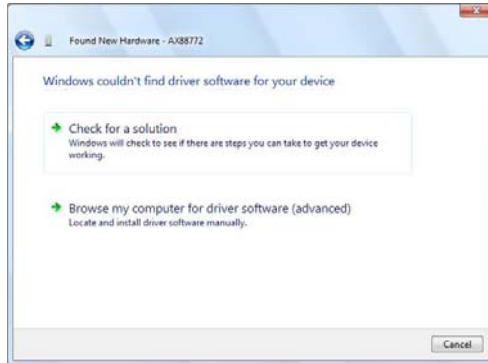 Found New Hardware - AX88772
Windows couldn't find driver software for your device
Check for a solution
Windows will check to see if there are steps you can take to get your device
working.
Browse my computer for driver software (advanced)
Locate and install driver software manually.
Cancel